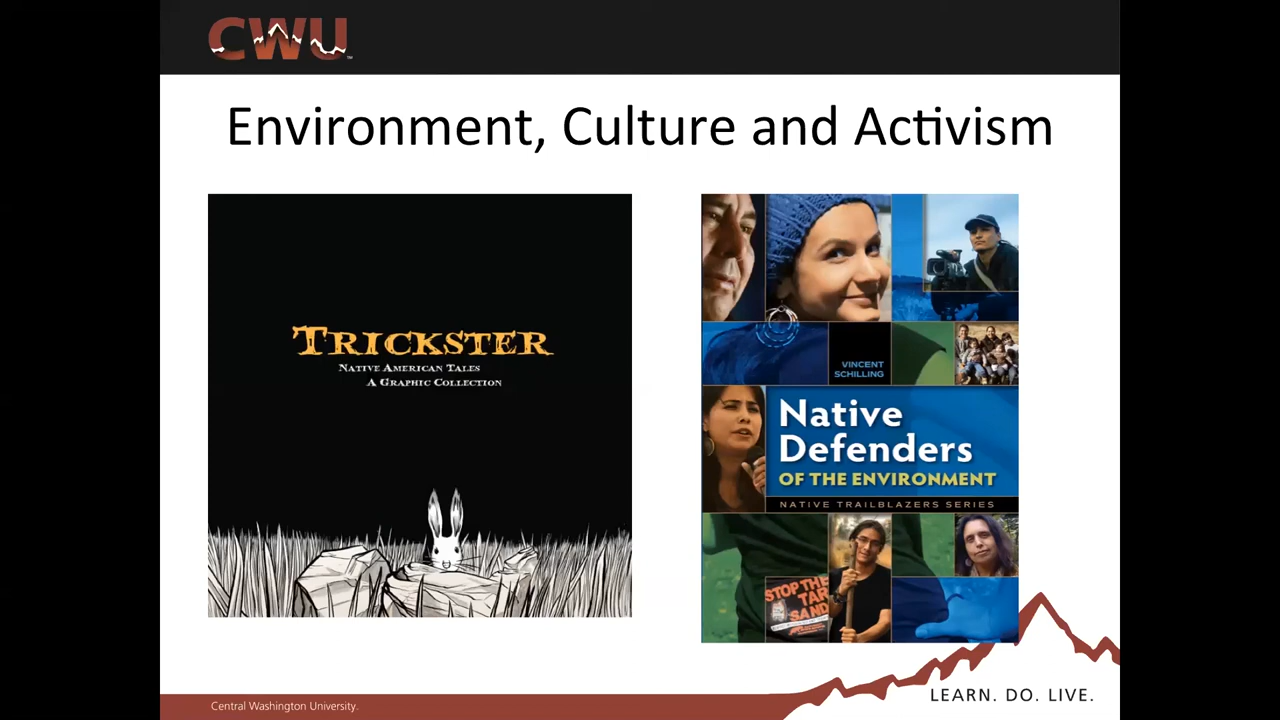 CWU™
Environment, Culture and Activism
TRICKSTER
NATIVE AMERICAN TALES
A GRAPHIC COLLECTION
VINCENT
SCHILLING
Native
Defenders
OF THE ENVIRONMENT
NATIVE TRAILBLAZERS SERIES
STOP THE
TAR
SAND
LEARN. DO. LIVE.
Central Washington University.